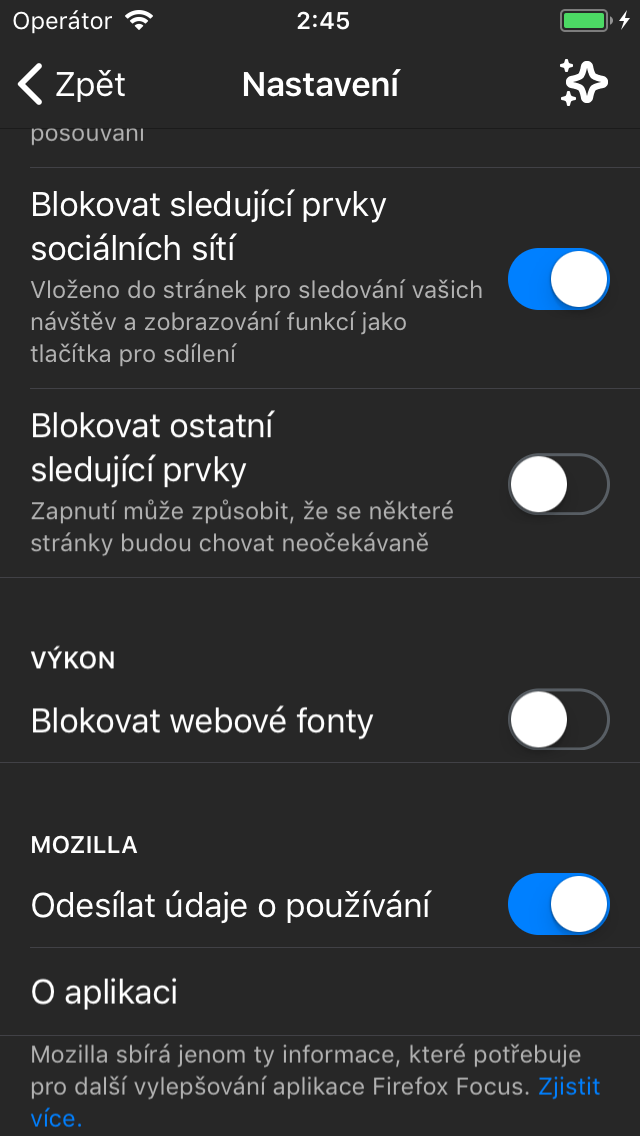 Operátor
2:45
Zpět
Nastavení
posouvání
Blokovat sledující prvky
sociálních sítí
Vloženo do stránek pro sledování vašich
návštěv a zobrazování funkcí jako
tlačítka pro sdílení
Blokovat ostatní
sledující prvky
Zapnutí může způsobit, že se některé
stránky budou chovat neočekávaně
VÝKON
Blokovat webové fonty
MOZILLA
Odesílat údaje o používání
O aplikaci
Mozilla sbírá jenom ty informace, které potřebuje
pro další vylepšování aplikace Firefox Focus. Zjistit
více.